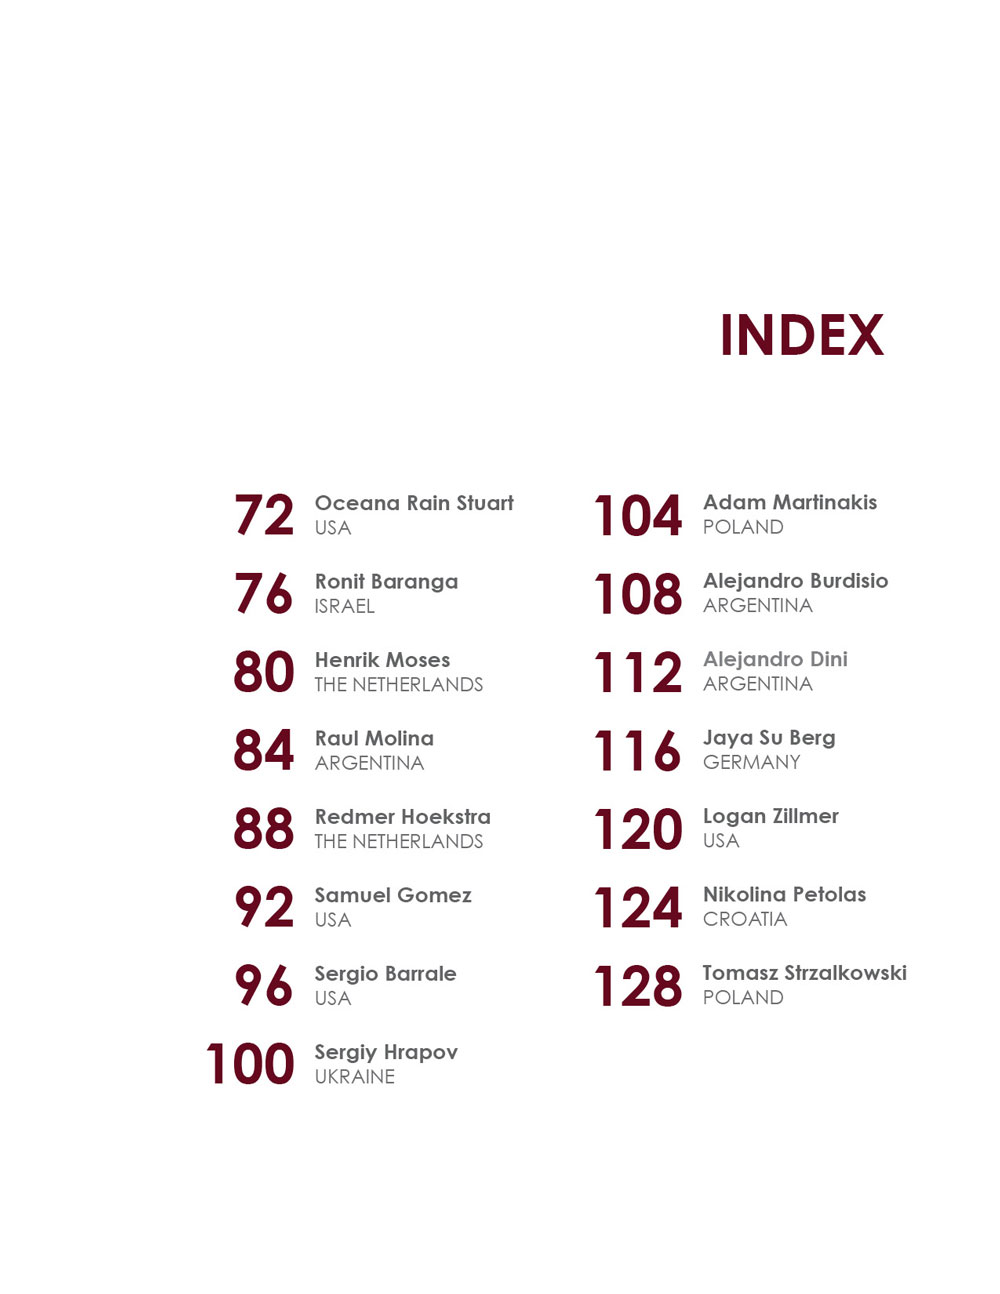 INDEX
72 Oceana Rain Stuart
USA
76 Ronit Baranga
ISRAEL
80 Henrik Moses
THE NETHERLANDS
84 Raul Molina
ARGENTINA
88 Redmer Hoekstra
THE NETHERLANDS
92 Samuel Gomez
USA
96 Sergio Barrale
USA
100 Sergiy Hrapov
UKRAINE
104 Adam Martinakis
POLAND
108 Alejandro Burdisio
ARGENTINA
112 Alejandro Dini
ARGENTINA
116 Jaya Su Berg
GERMANY
120 Logan Zillmer
USA
124 Nikolina Petolas
CROATIA
128 Tomasz Strzalkowski
POLAND